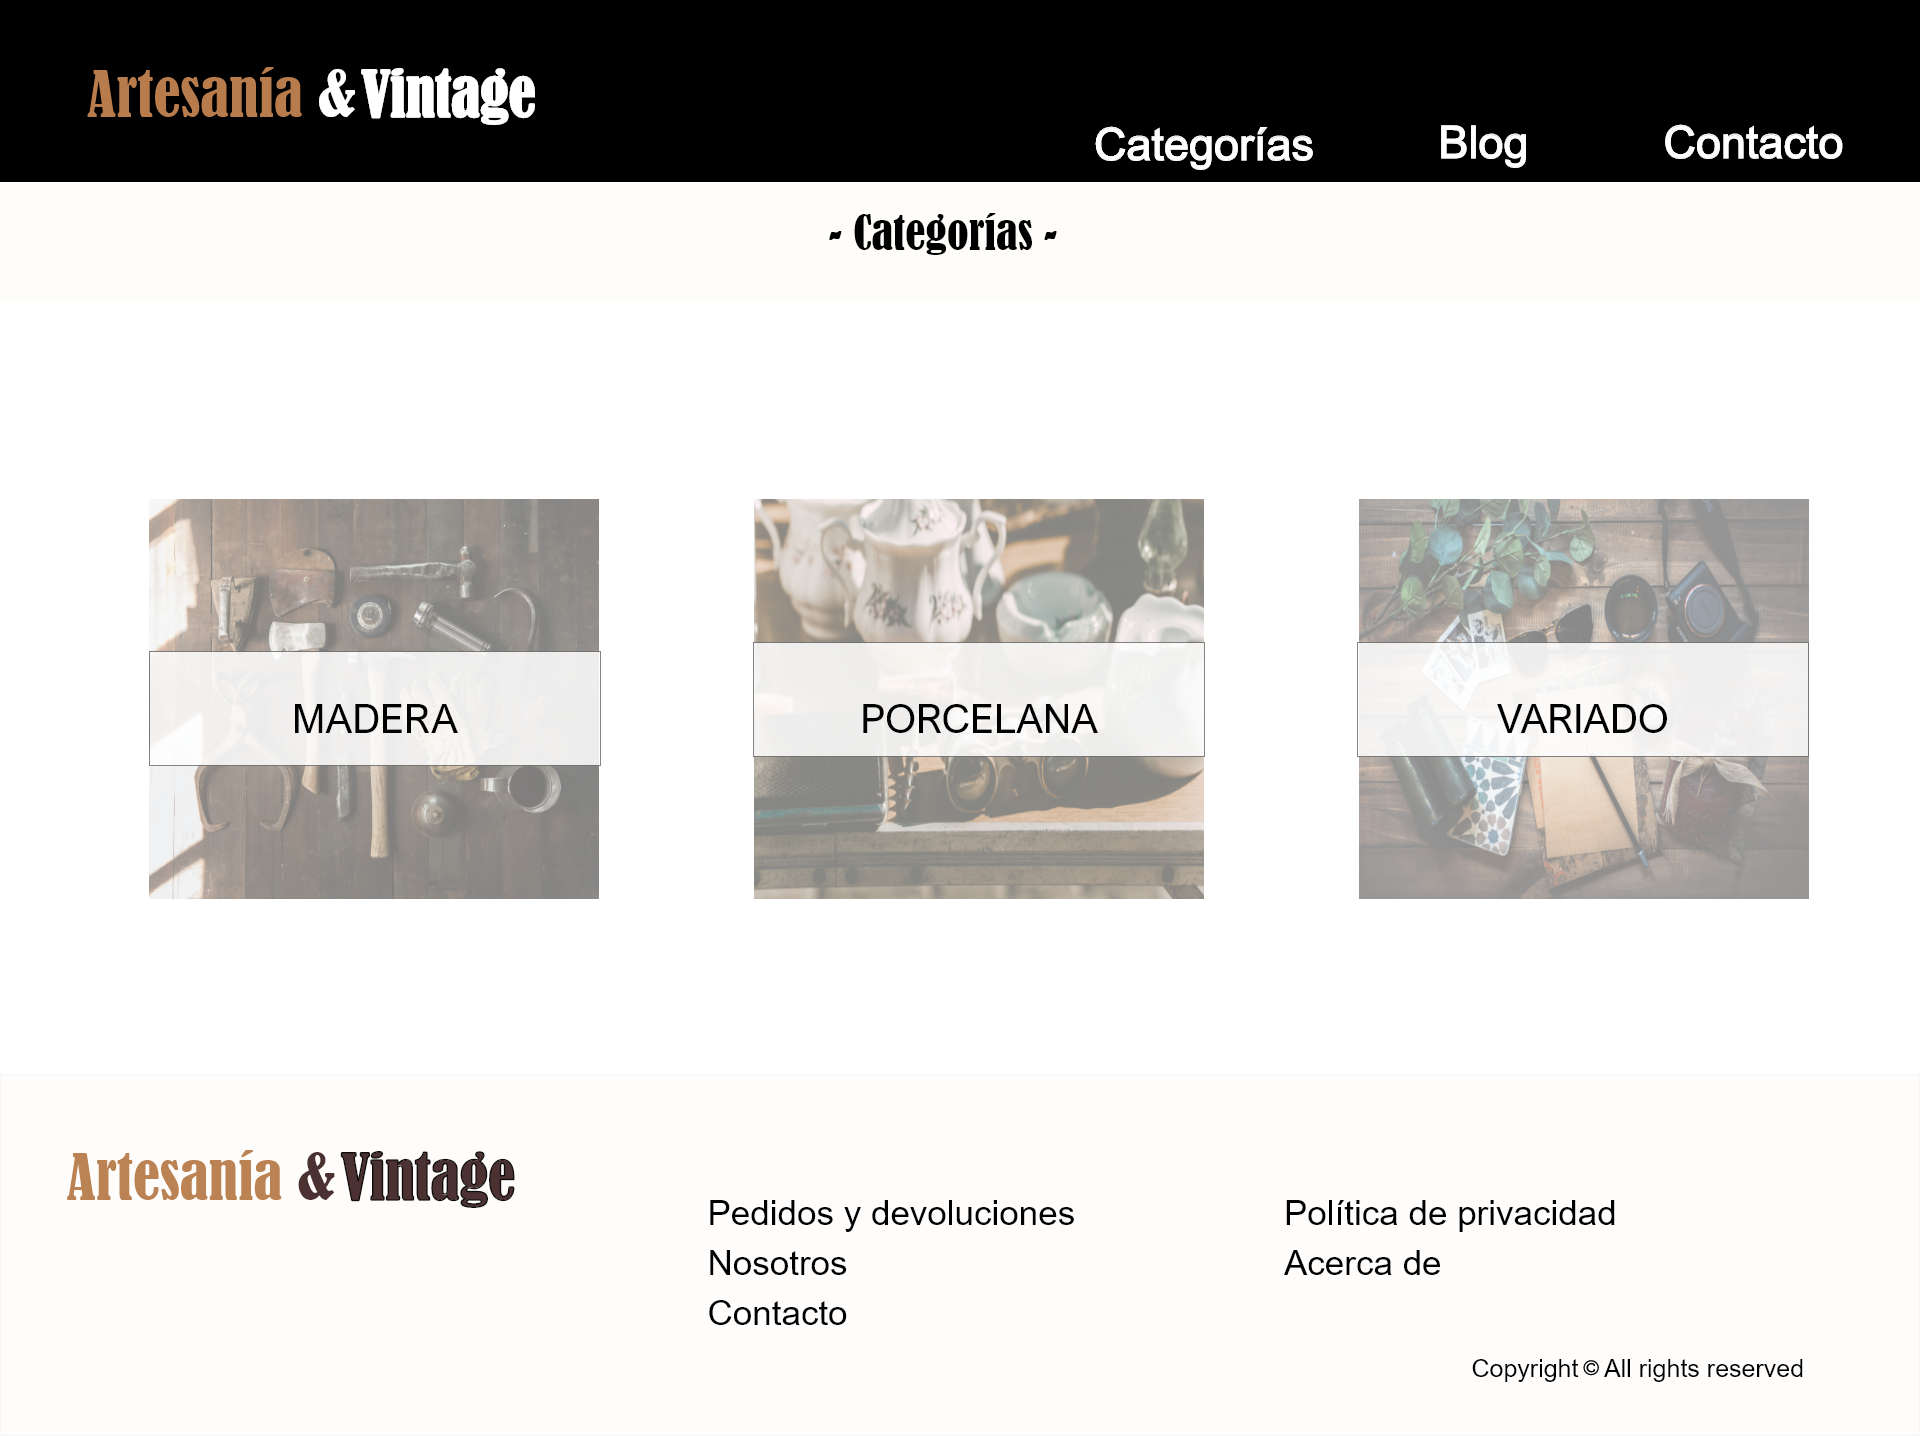 Artesanía & Vintage
Categorías Blog Contacto
- Categorías -
MADERA PORCELANA VARIADO
Artesanía & Vintage
Pedidos y devoluciones
Nosotros
Contacto
Política de privacidad
Acerca de
Copyright © All rights reserved